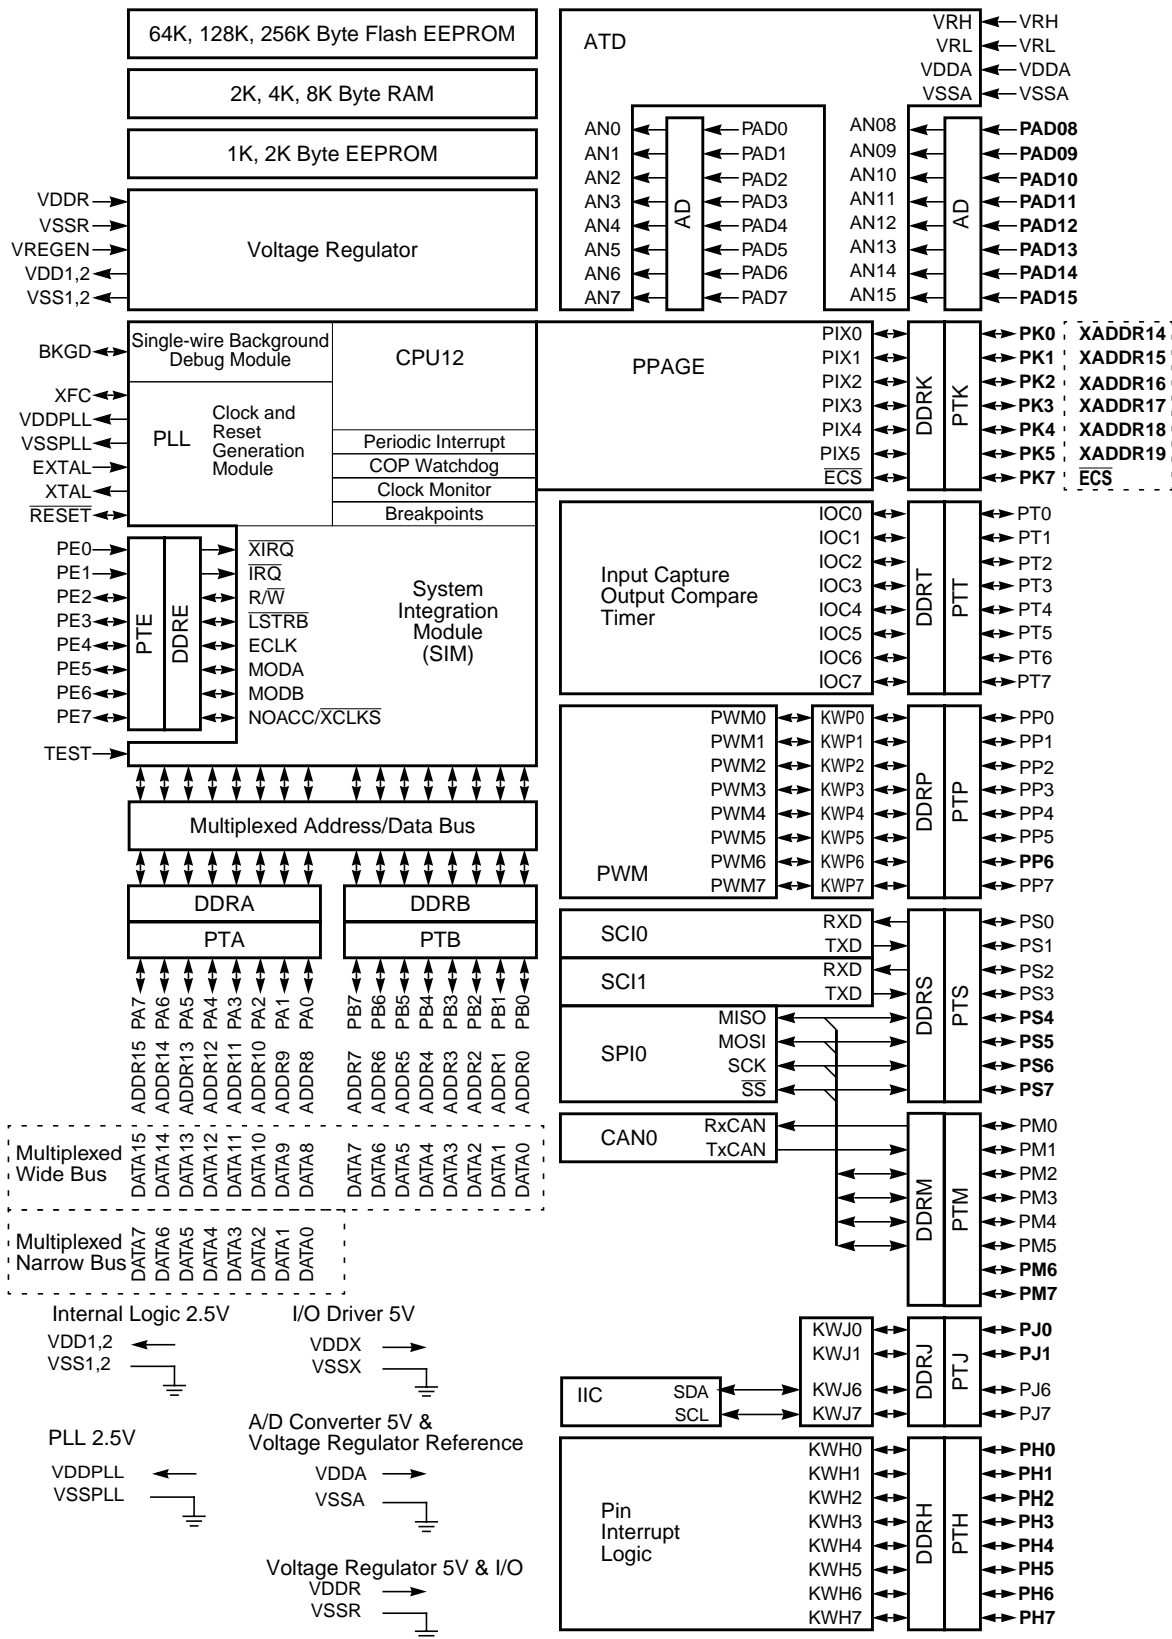 64K, 128K, 256K Byte Flash EEPROM
2K, 4K, 8K Byte RAM
1K, 2K Byte EEPROM
VDDR
VSSR
VREGEN
VDD1,2
VSS1,2
Voltage Regulator
ATD
VRH VRH
VRL VRL
VDDA VDDA
VSSA VSSA
AN0 PAD0
AN1 PAD1
AN2 PAD2
AN3 PAD3
AN4 PAD4
AN5 PAD5
AN6 PAD6
AN7 PAD7
AD
AN08 PAD08
AN09 PAD09
AN10 PAD10
AN11 PAD11
AN12 PAD12
AN13 PAD13
AN14 PAD14
AN15 PAD15
AD
BKGD
Single-wire Background
Debug Module
CPU12
XFC
VDDPLL
VSSPLL
EXTAL
XTAL
RESET
PLL
Clock and
Reset
Generation
Module
Periodic Interrupt
COP Watchdog
Clock Monitor
Breakpoints
PPAGE
PIX0 PK0 XADDR14
PIX1 PK1 XADDR15
PIX2 PK2 XADDR16
PIX3 PK3 XADDR17
PIX4 PK4 XADDR18
PIX5 PK5 XADDR19
ECS PK7 ECS
DDRK
PTK
PE0 XIRQ
PE1 IRQ
PE2 R/W
PE3 LSTRB
PE4 ECLK
PE5 MODA
PE6 MODB
PE7 NOACC/XCLKS
PTE
DDRE
TEST
System
Integration
Module
(SIM)
Input Capture
Output Compare
Timer
IOC0 PT0
IOC1 PT1
IOC2 PT2
IOC3 PT3
IOC4 PT4
IOC5 PT5
IOC6 PT6
IOC7 PT7
DDRT
PTT
PWM
PWM0 KWP0 PP0
PWM1 KWP1 PP1
PWM2 KWP2 PP2
PWM3 KWP3 PP3
PWM4 KWP4 PP4
PWM5 KWP5 PP5
PWM6 KWP6 PP6
PWM7 KWP7 PP7
DDRP
PTP
Multiplexed Address/Data Bus
DDRA
PTA
DDRB
PTB
PA7 PA6 PA5 PA4 PA3 PA2 PA1 PA0
PB7 PB6 PB5 PB4 PB3 PB2 PB1 PB0
ADDR15 ADDR14 ADDR13 ADDR12 ADDR11 ADDR10 ADDR9 ADDR8
ADDR7 ADDR6 ADDR5 ADDR4 ADDR3 ADDR2 ADDR1 ADDR0
Multiplexed
Wide Bus
DATA15 DATA14 DATA13 DATA12 DATA11 DATA10 DATA9 DATA8
DATA7 DATA6 DATA5 DATA4 DATA3 DATA2 DATA1 DATA0
Multiplexed
Narrow Bus
DATA7 DATA6 DATA5 DATA4 DATA3 DATA2 DATA1 DATA0
SCI0
RXD PS0
TXD PS1
SCI1
RXD PS2
TXD PS3
SPI0
MISO PS4
MOSI PS5
SCK PS6
SS PS7
DDRS
PTS
CAN0
RxCAN PM0
TxCAN PM1
PM2
PM3
PM4
PM5
PM6
PM7
DDRM
PTM
KWJ0 PJ0
KWJ1 PJ1
IIC
SDA KWJ6 PJ6
SCL KWJ7 PJ7
DDRJ
PTJ
Pin
Interrupt
Logic
KWH0 PH0
KWH1 PH1
KWH2 PH2
KWH3 PH3
KWH4 PH4
KWH5 PH5
KWH6 PH6
KWH7 PH7
DDRH
PTH
Internal Logic 2.5V
VDD1,2
VSS1,2
I/O Driver 5V
VDDX
VSSX
PLL 2.5V
VDDPLL
VSSPLL
A/D Converter 5V &
Voltage Regulator Reference
VDDA
VSSA
Voltage Regulator 5V & I/O
VDDR
VSSR